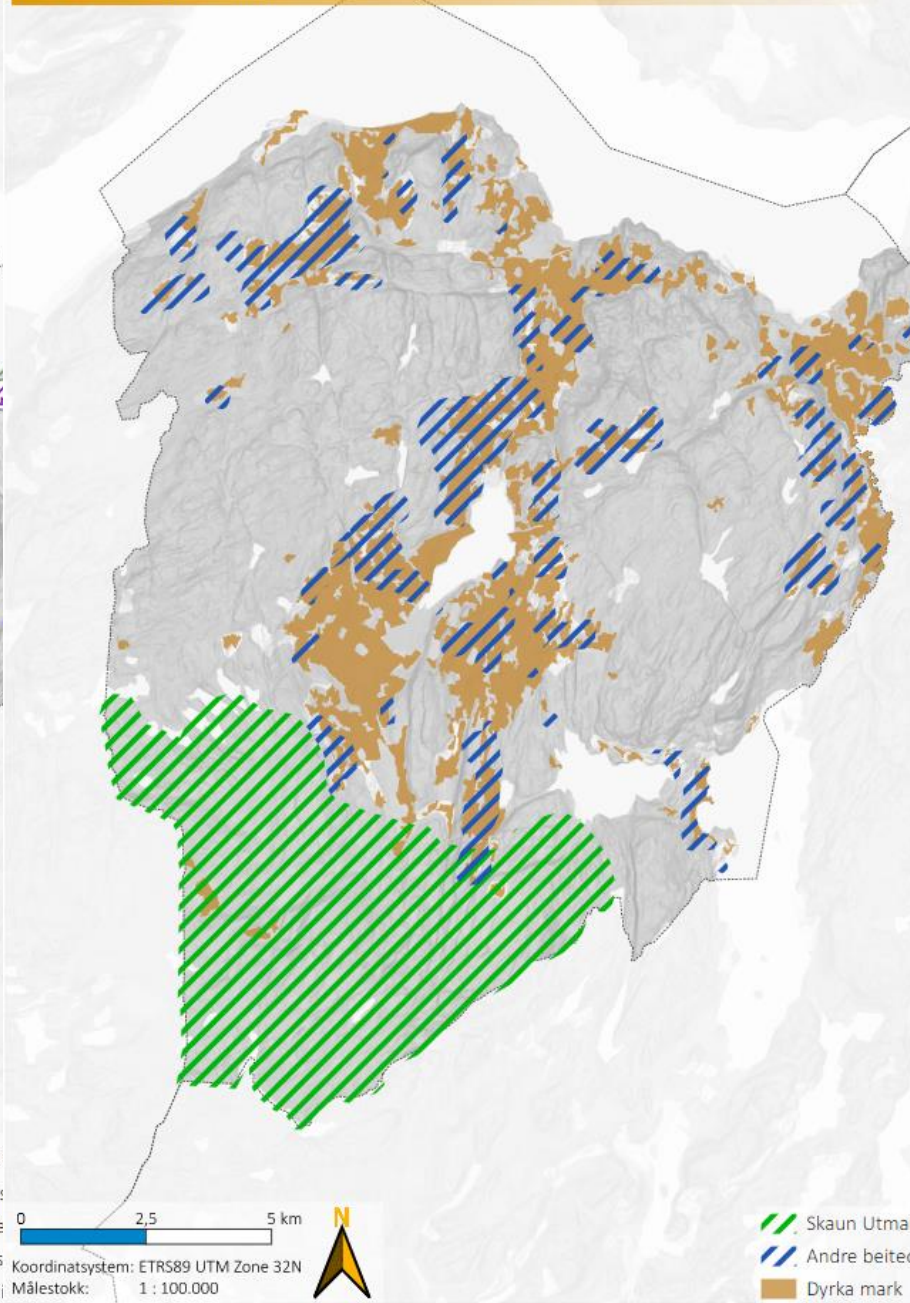 0 2,5 5 km
N
Koordinatsystem: ETRS89 UTM Zone 32N
Målestokk: 1 : 100.000
Skaun Utma
Andre beited
Dyrka mark